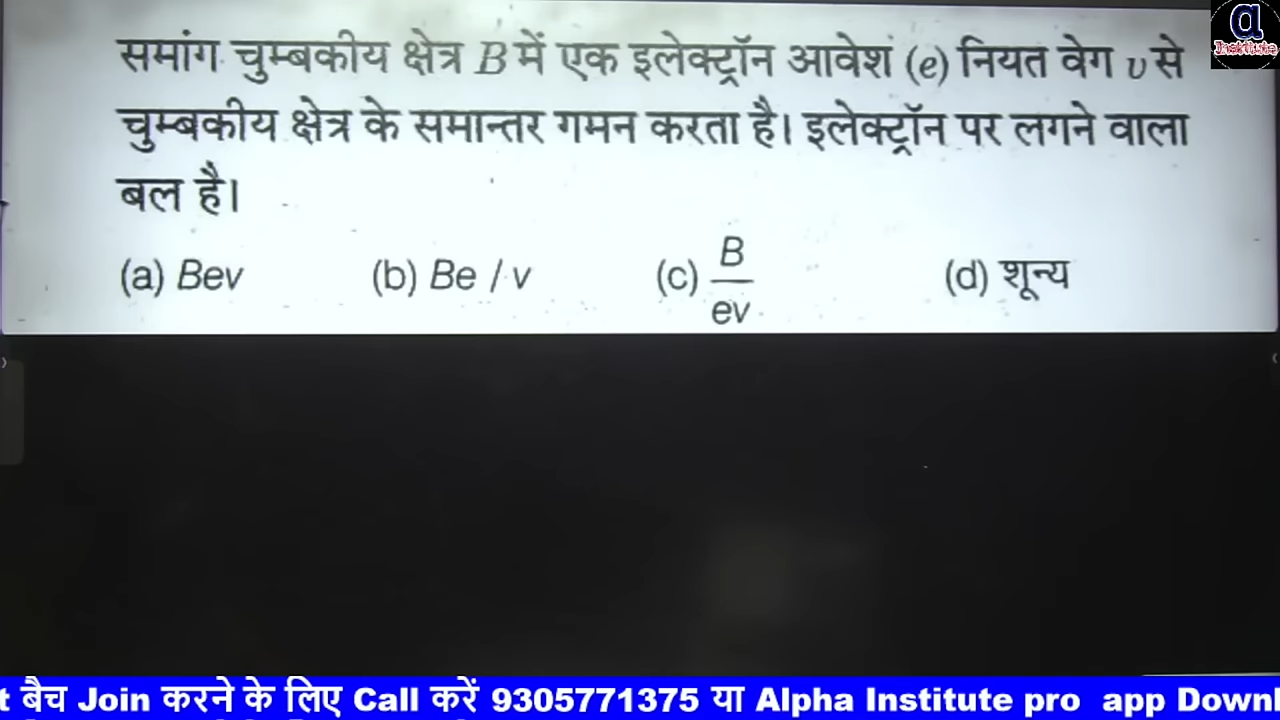 α
Institute
समांग चुम्बकीय क्षेत्र B में एक इलेक्ट्रॉन आवेश (e) नियत वेग υ से
चुम्बकीय क्षेत्र के समान्तर गमन करता है। इलेक्ट्रॉन पर लगने वाला
बल है।
(a) Bev (b) Be / v (c) B/ev (d) शून्य
t बैच Join करने के लिए Call करें 9305771375 या Alpha Institute pro app Downl